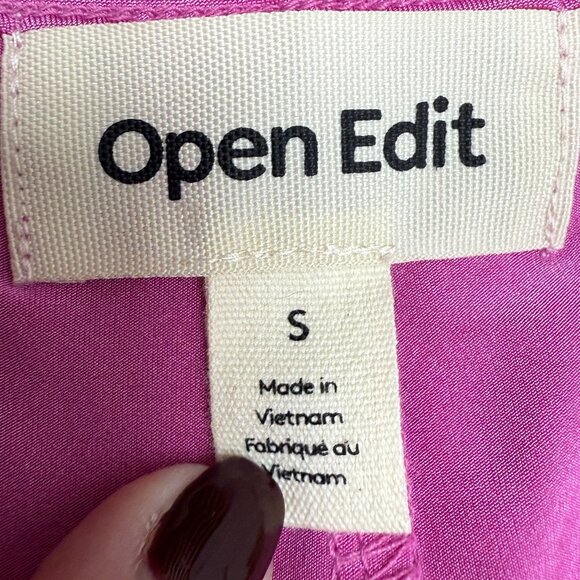 Open Edit
S
Made in
Vietnam
Fabriqué au
Vietnam